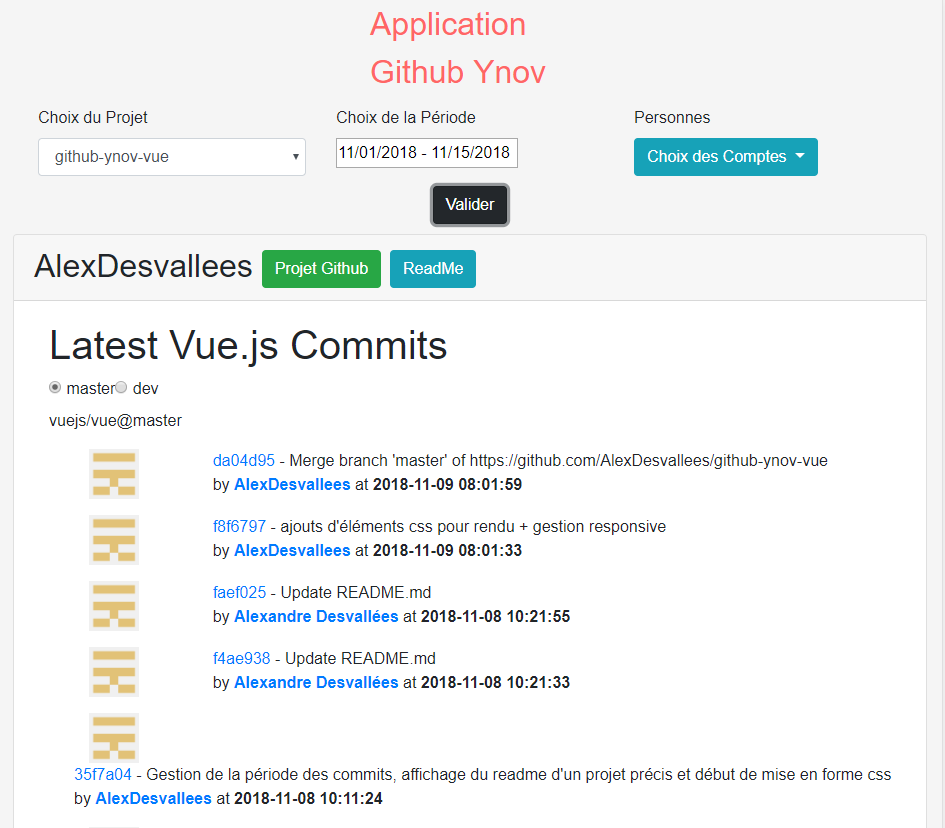 Application
Github Ynov
Choix du Projet
Choix de la Période
Personnes
github-ynov-vue
11/01/2018 - 11/15/2018
Choix des Comptes
Valider
AlexDesvallees
Projet Github
ReadMe
Latest Vue.js Commits
master dev
vuejs/vue@master
da04d95 - Merge branch 'master' of https://github.com/AlexDesvallees/github-ynov-vue
by AlexDesvallees at 2018-11-09 08:01:59
f8f6797 - ajouts d'éléments css pour rendu + gestion responsive
by AlexDesvallees at 2018-11-09 08:01:33
faef025 - Update README.md
by Alexandre Desvallées at 2018-11-08 10:21:55
f4ae938 - Update README.md
by Alexandre Desvallées at 2018-11-08 10:21:33
35f7a04 - Gestion de la période des commits, affichage du readme d'un projet précis et début de mise en forme css
by AlexDesvallees at 2018-11-08 10:11:24